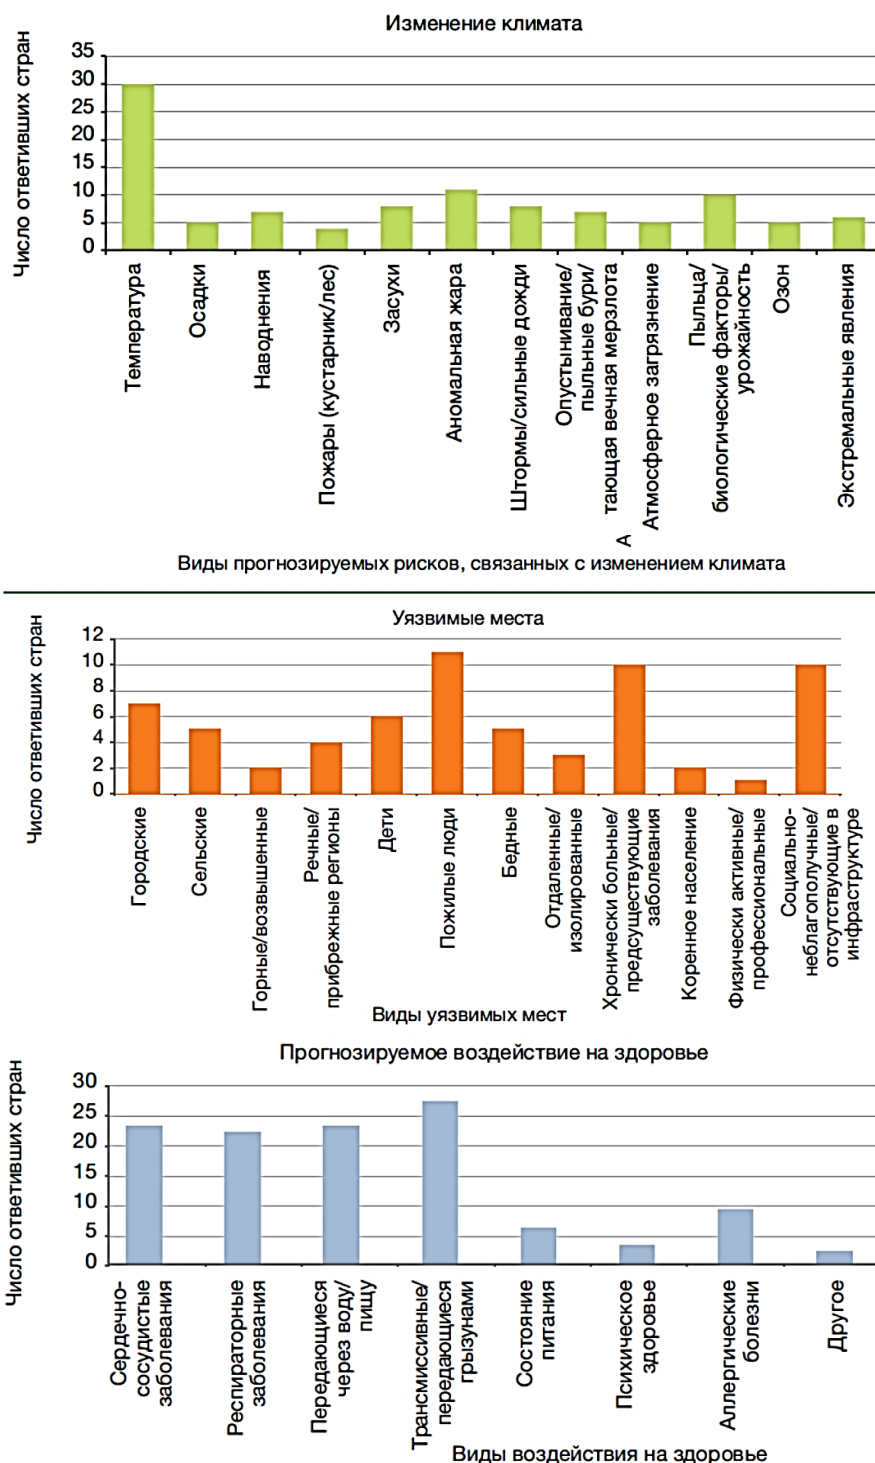 Изменение климата
Число ответивших стран
35
30
25
20
15
10
5
0
Температура
Осадки
Наводнения
Пожары (кустарник/лес)
Засухи
Аномальная жара
Штормы/сильные дожди
Опустынивание/
пыльные бури/
тающая вечная мерзлота
Атмосферное загрязнение
Пыльца/
биологические факторы/
урожайность
Озон
Экстремальные явления
А
Виды прогнозируемых рисков, связанных с изменением климата
Уязвимые места
Число ответивших стран
12
10
8
6
4
2
0
Городские
Сельские
Горные/возвышенные
Речные/
прибрежные регионы
Дети
Пожилые люди
Бедные
Отдаленные/
изолированные
Хронически больные/
предсуществующие
заболевания
Коренное население
Физически активные/
профессиональные
Социально-
неблагополучные/
отсутствующие в
инфраструктуре
Виды уязвимых мест
Прогнозируемое воздействие на здоровье
Число ответивших стран
30
25
20
15
10
5
0
Сердечно-
сосудистые
заболевания
Респираторные
заболевания
Передающиеся
через воду/
пищу
Трансмиссивные/
передающиеся
грызунами
Состояние
питания
Психическое
здоровье
Аллергические
болезни
Другое
Виды воздействия на здоровье